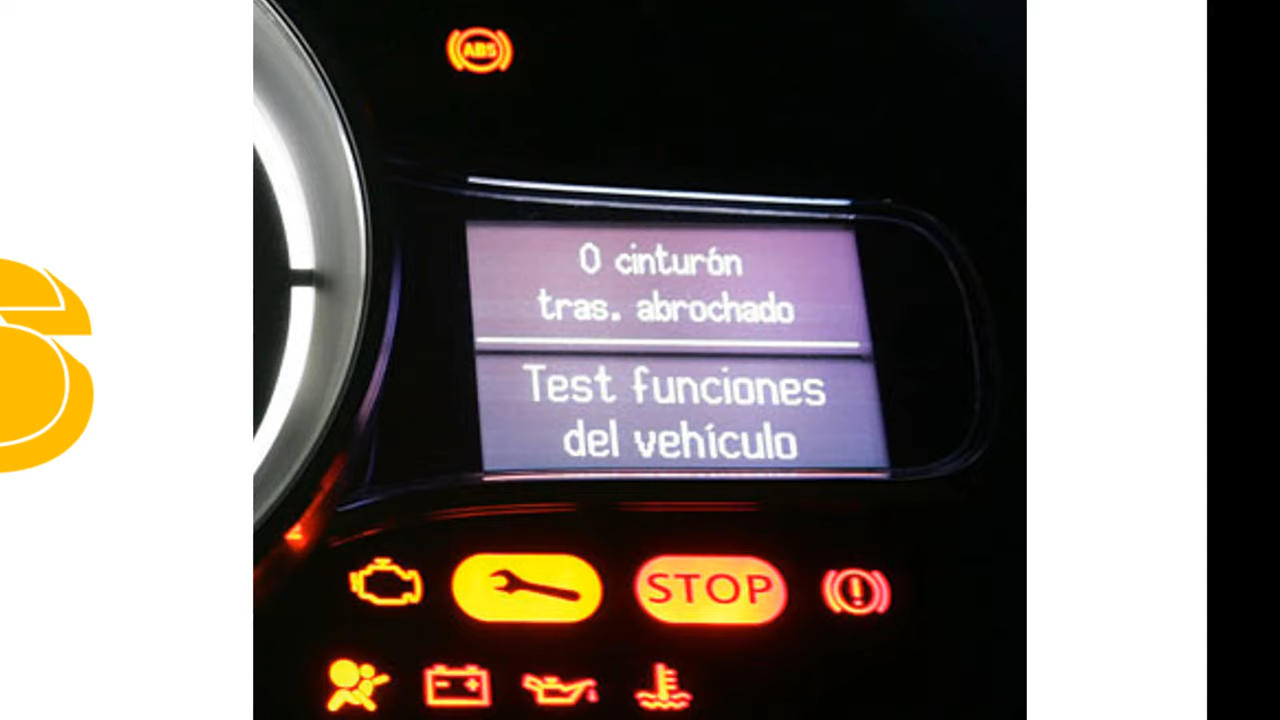 ABS
0 cinturón
tras. abrochado
Test funciones
del vehículo
STOP